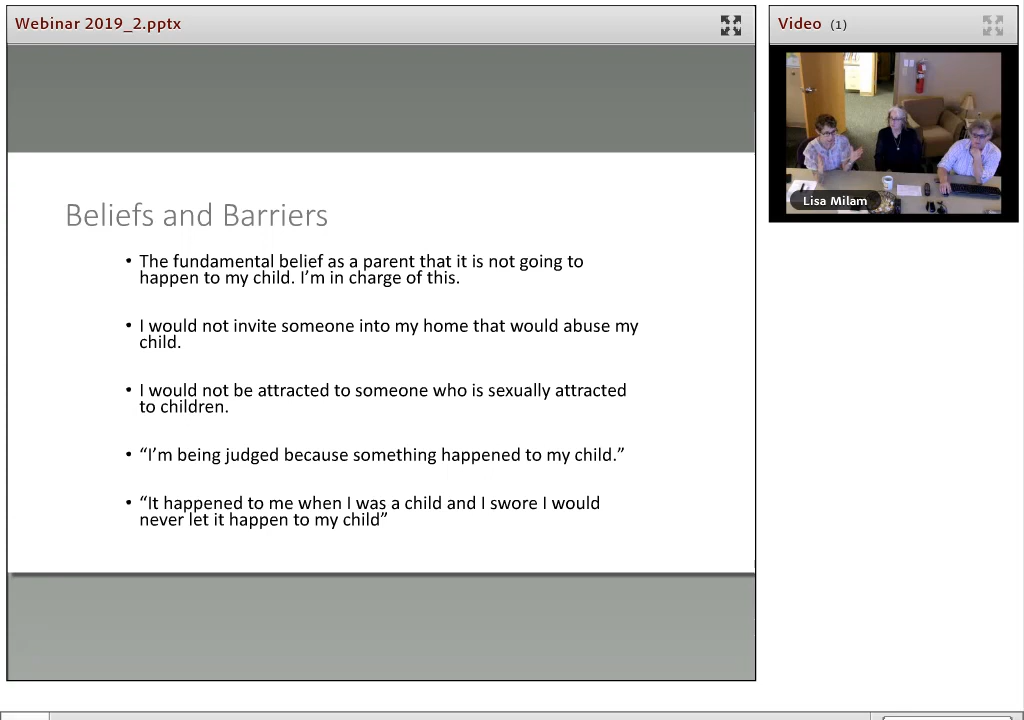 Webinar 2019_2.pptx
Video (1)
Lisa Milam
Beliefs and Barriers
• The fundamental belief as a parent that it is not going to
happen to my child. I’m in charge of this.
• I would not invite someone into my home that would abuse my
child.
• I would not be attracted to someone who is sexually attracted
to children.
• “I’m being judged because something happened to my child.”
• “It happened to me when I was a child and I swore I would
never let it happen to my child”